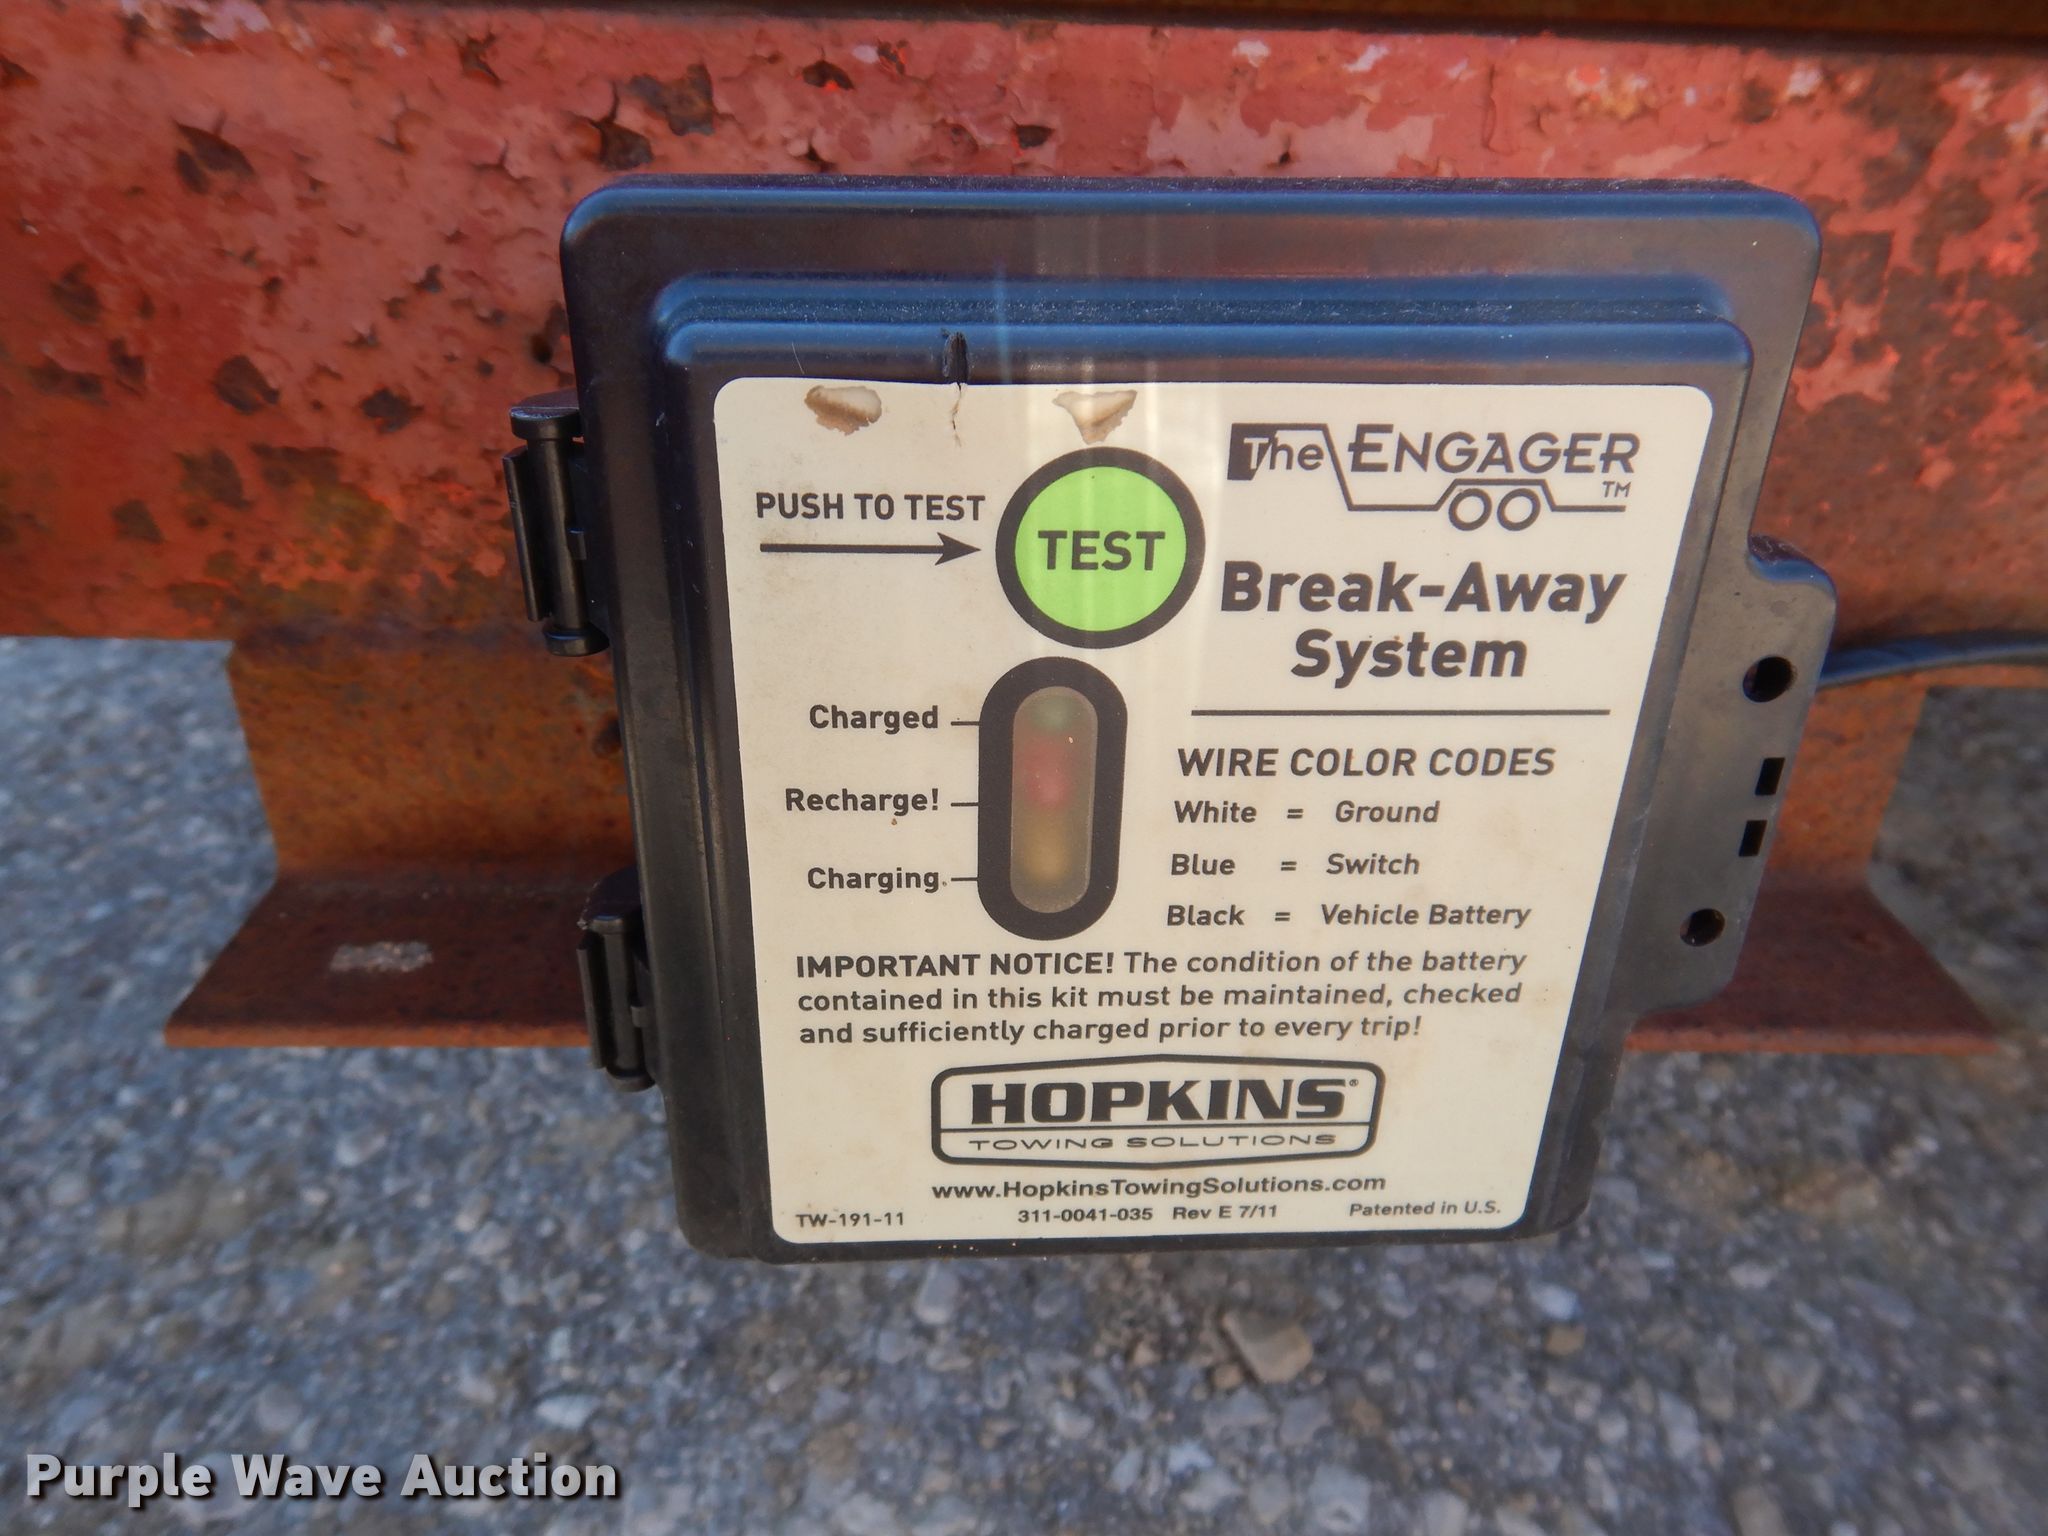 PUSH TO TEST
TEST
The ENGAGER TM
Break-Away
System
Charged
Recharge!
Charging
WIRE COLOR CODES
White = Ground
Blue = Switch
Black = Vehicle Battery
IMPORTANT NOTICE! The condition of the battery
contained in this kit must be maintained, checked
and sufficiently charged prior to every trip!
HOPKINS®
TOWING SOLUTIONS
www.HopkinsTowingSolutions.com
TW-191-11 311-0041-035 Rev E 7/11 Patented in U.S.
Purple Wave Auction